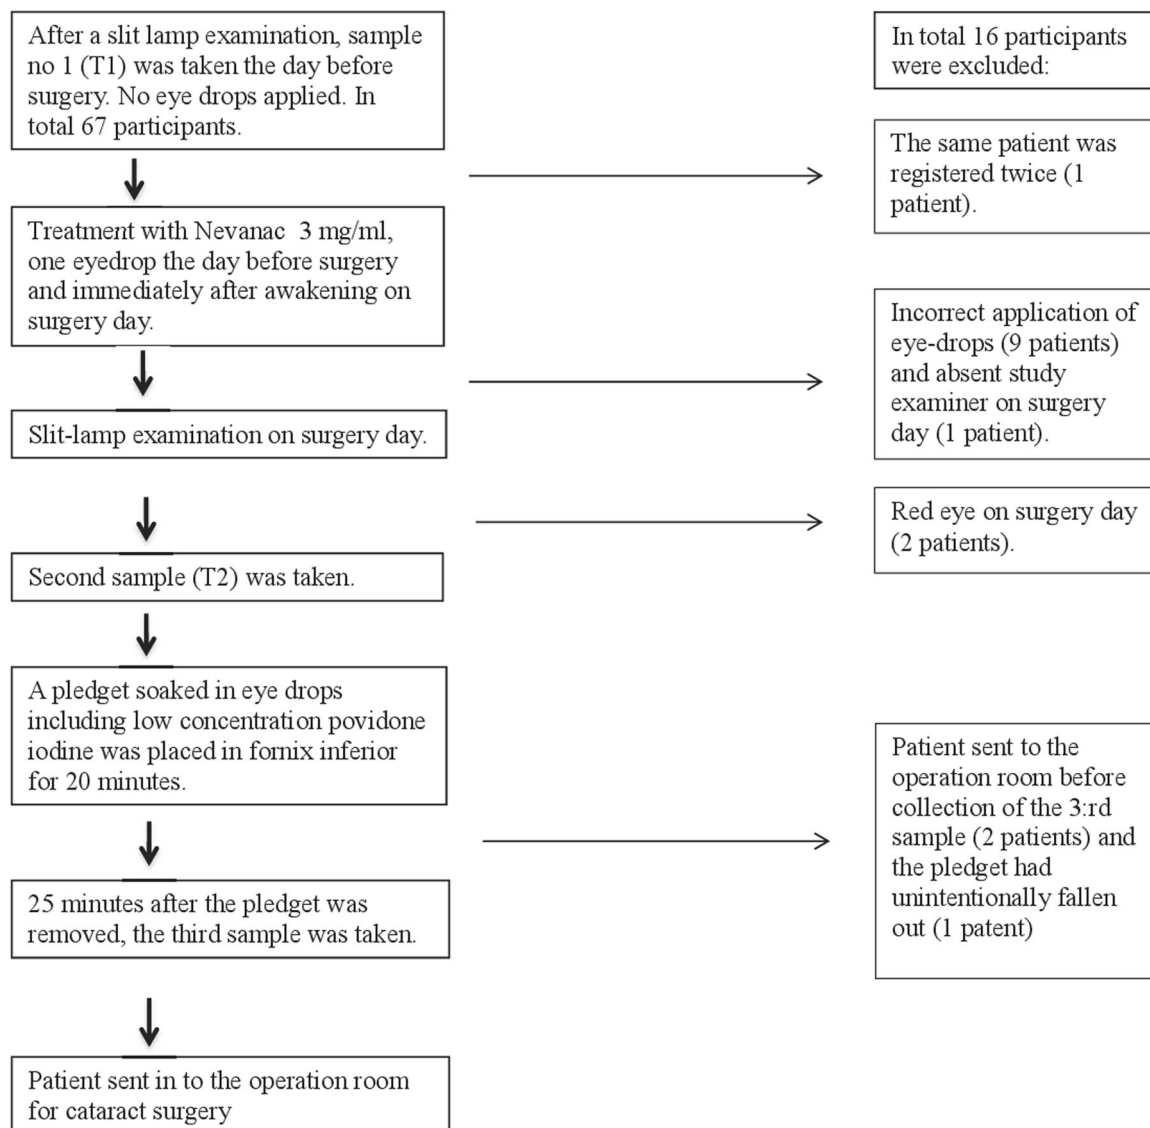 After a slit lamp examination, sample
no 1 (T1) was taken the day before
surgery. No eye drops applied. In
total 67 participants.
In total 16 participants
were excluded:
The same patient was
registered twice (1
patient).
Treatment with Nevanac 3 mg/ml,
one eyedrop the day before surgery
and immediately after awakening on
surgery day.
Incorrect application of
eye-drops (9 patients)
and absent study
examiner on surgery
day (1 patient).
Slit-lamp examination on surgery day.
Red eye on surgery day
(2 patients).
Second sample (T2) was taken.
A pledget soaked in eye drops
including low concentration povidone
iodine was placed in fornix inferior
for 20 minutes.
Patient sent to the
operation room before
collection of the 3:rd
sample (2 patients) and
the pledget had
unintentionally fallen
out (1 patent)
25 minutes after the pledget was
removed, the third sample was taken.
Patient sent in to the operation room
for cataract surgery